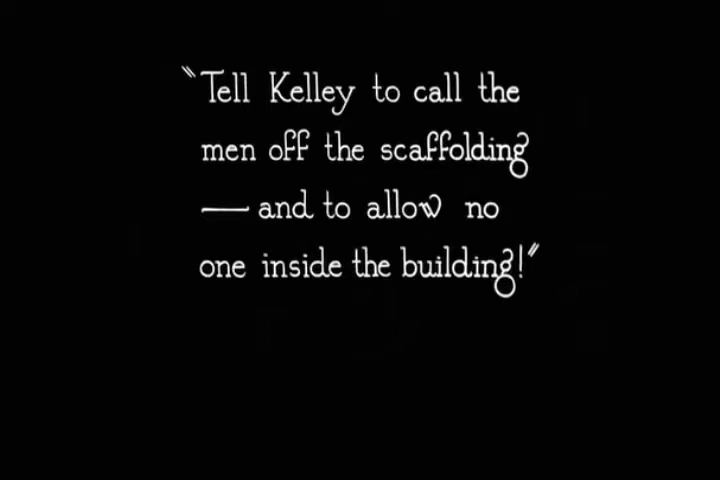 "Tell Kelley to call the
men off the scaffolding
— and to allow no
one inside the building!"